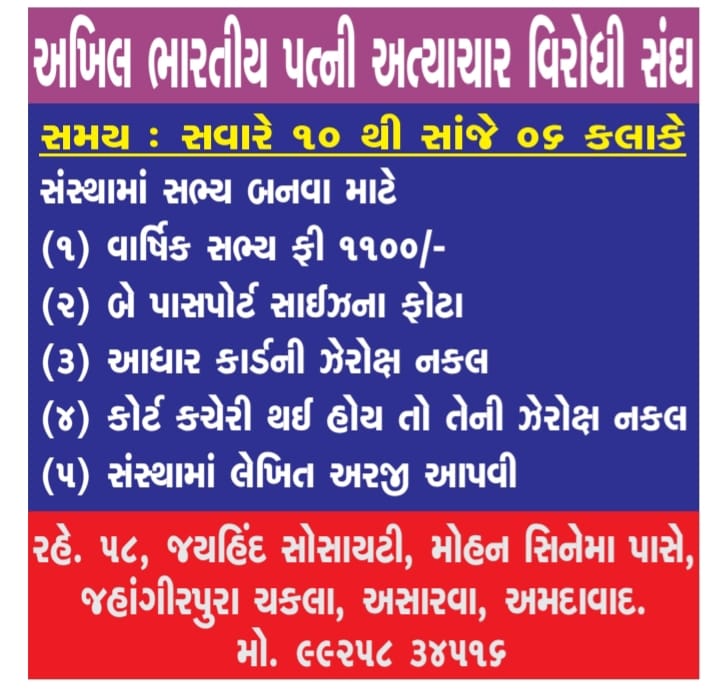 અખિલ ભારતીય પત્ની અત્યાચાર વિરોધી સંઘ
સમય : સવારે ૧૦ થી સાંજે ૦૬ કલાકે
સંસ્થામાં સભ્ય બનવા માટે
(૧) વાર્ષિક સભ્ય ફી ૧૧૦૦/-
(૨) બે પાસપોર્ટ સાઈઝના ફોટા
(૩) આધાર કાર્ડની ઝેરોક્ષ નકલ
(૪) કોર્ટ કચેરી થઈ હોય તો તેની ઝેરોક્ષ નકલ
(૫) સંસ્થામાં લેખિત અરજી આપવી
રહે. ૫૮, જયહિંદ સોસાયટી, મોહન સિનેમા પાસે,
જહાંગીરપુરા ચકલા, અસારવા, અમદાવાદ.
મો. ૯૯૨૫૮ ૩૪૫૧૬